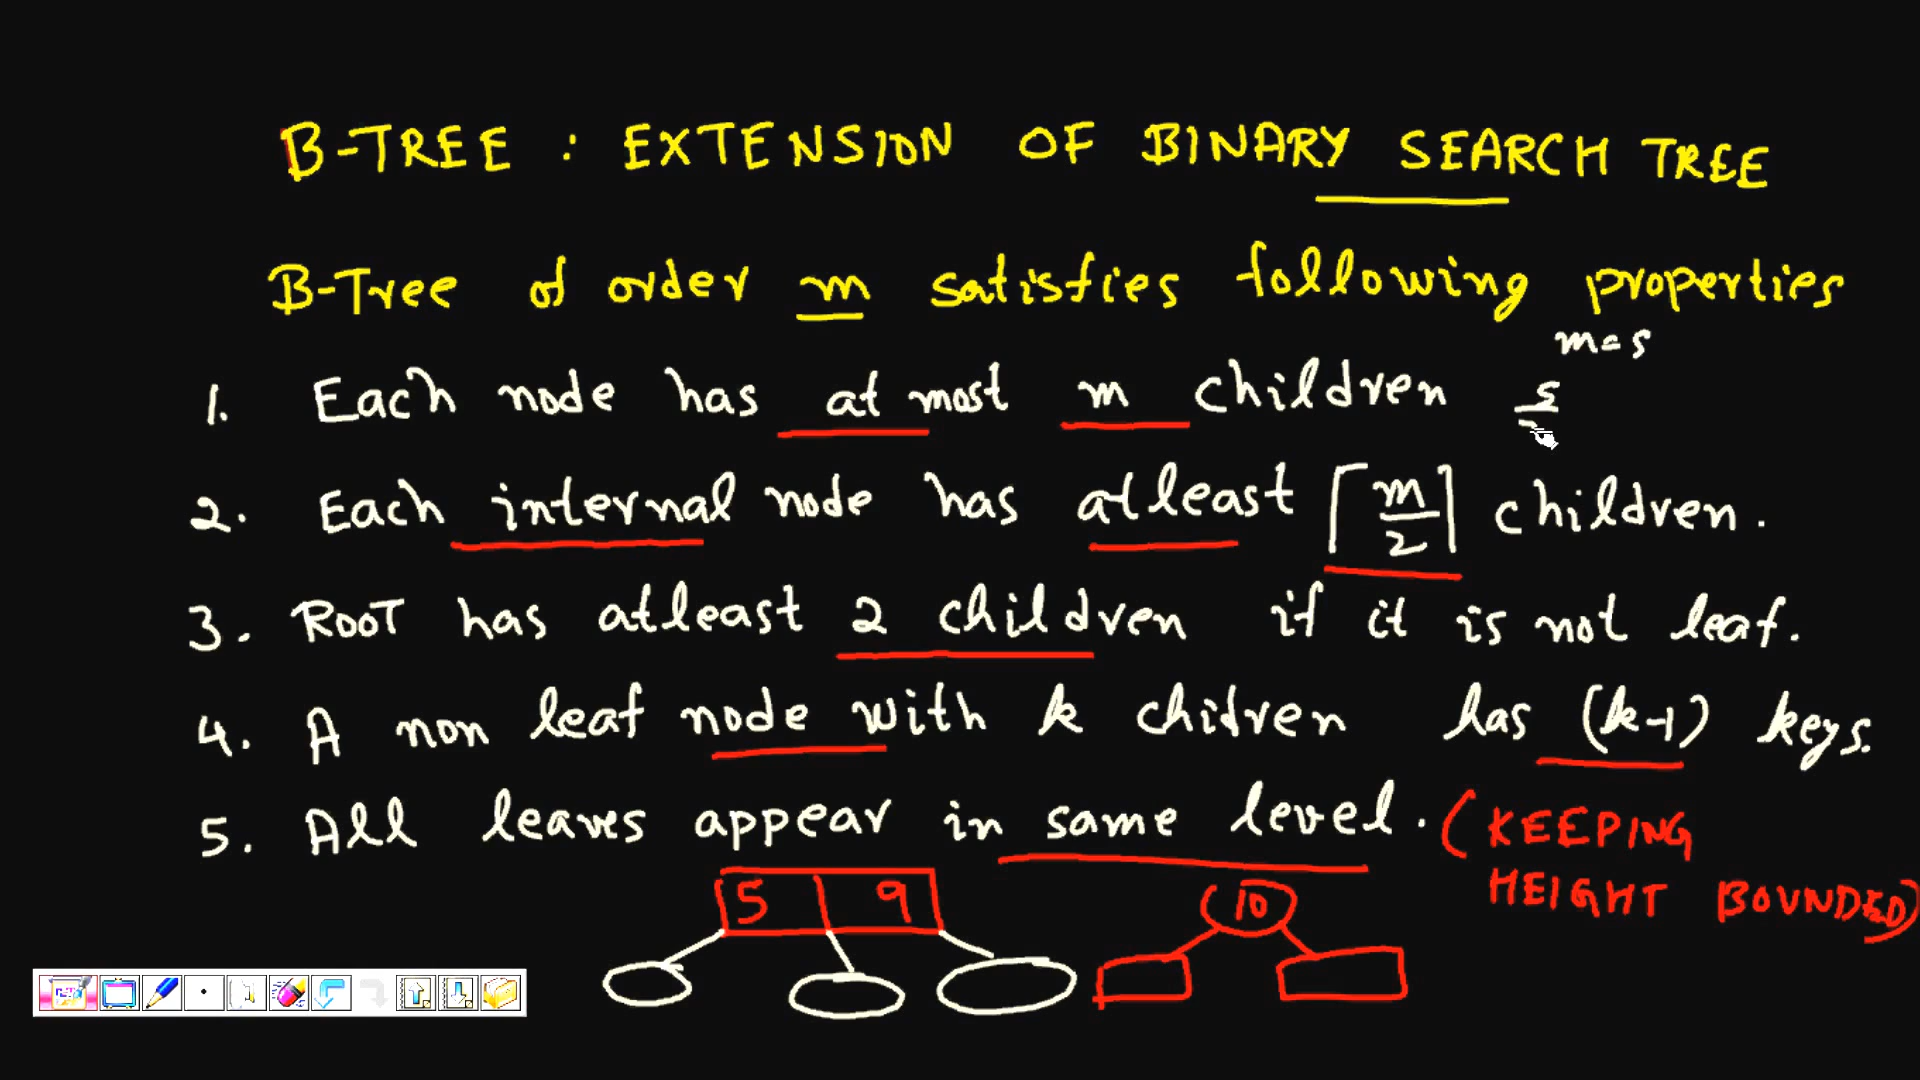 B-TREE : EXTENSION OF BINARY SEARCH TREE
B-Tree of order m satisfies following properties
m = 5
1. Each node has at most m children 5
2. Each internal node has atleast ⌈m/2⌉ children.
3. ROOT has atleast 2 children if it is not leaf.
4. A non leaf node with k chidren has (k-1) keys.
5. All leaves appear in same level. (KEEPING
HEIGHT BOUNDED)
5 9 10